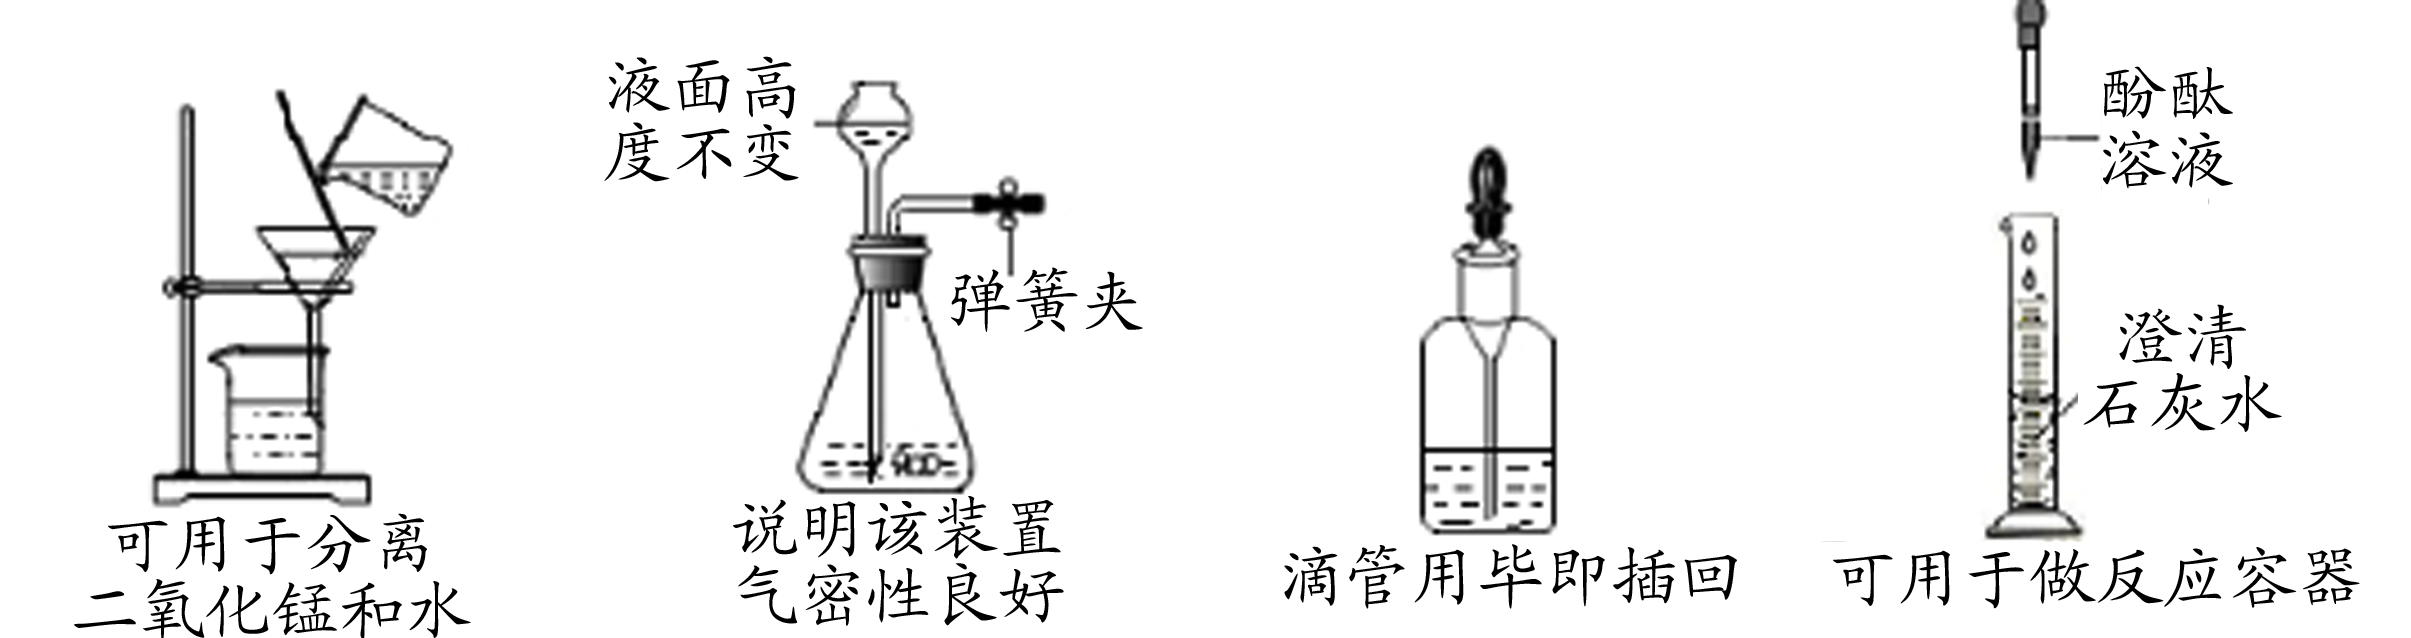 可用于分离
二氧化锰和水
液面高
度不变
弹簧夹
说明该装置
气密性良好
滴管用毕即插回
酚酞
溶液
澄清
石灰水
可用于做反应容器